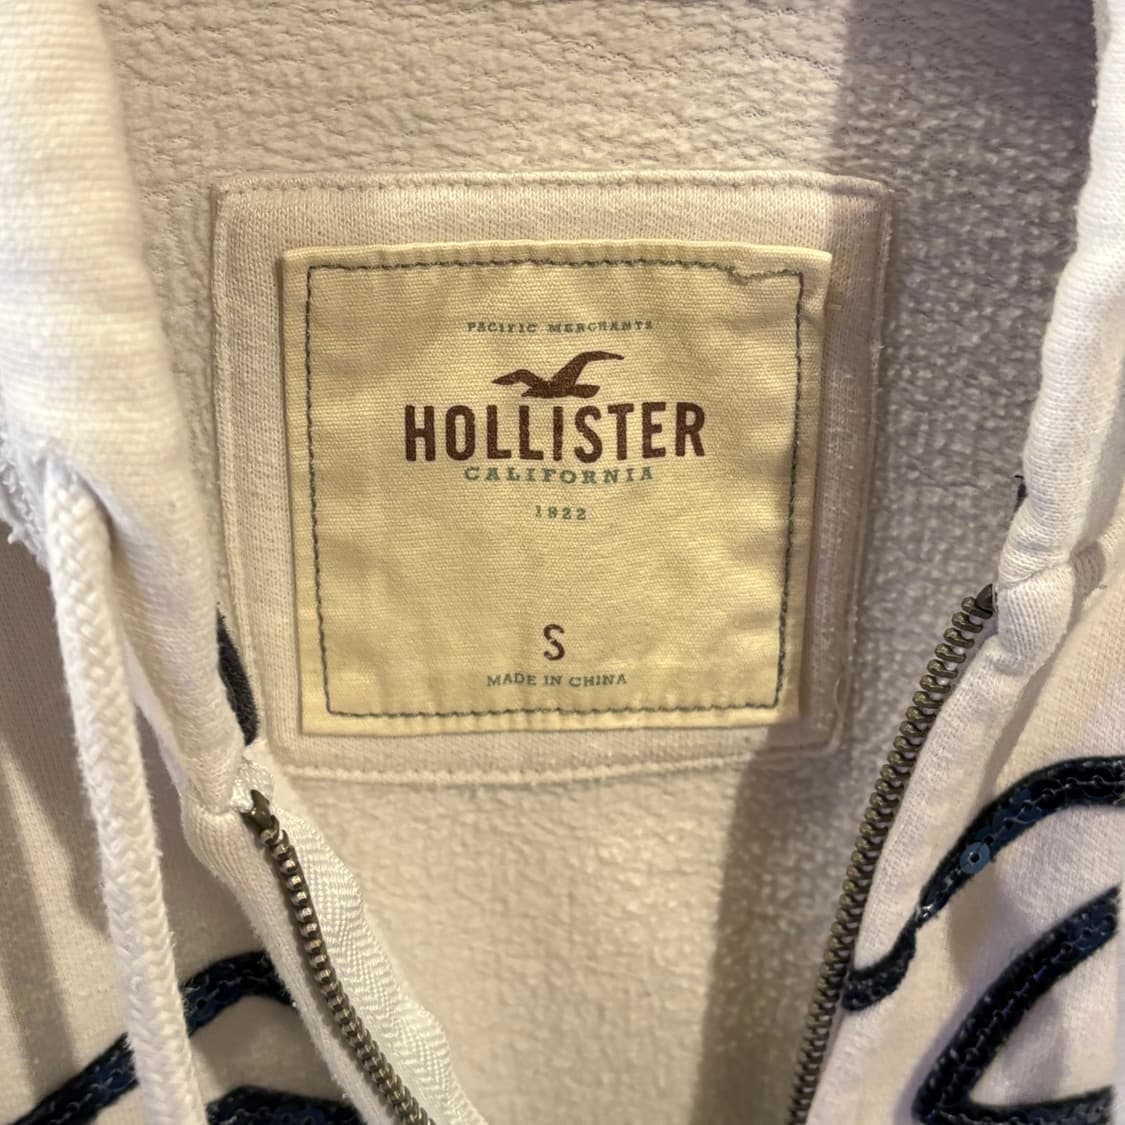 PACIFIC MERCHANTS
HOLLISTER
CALIFORNIA
1922
S
MADE IN CHINA